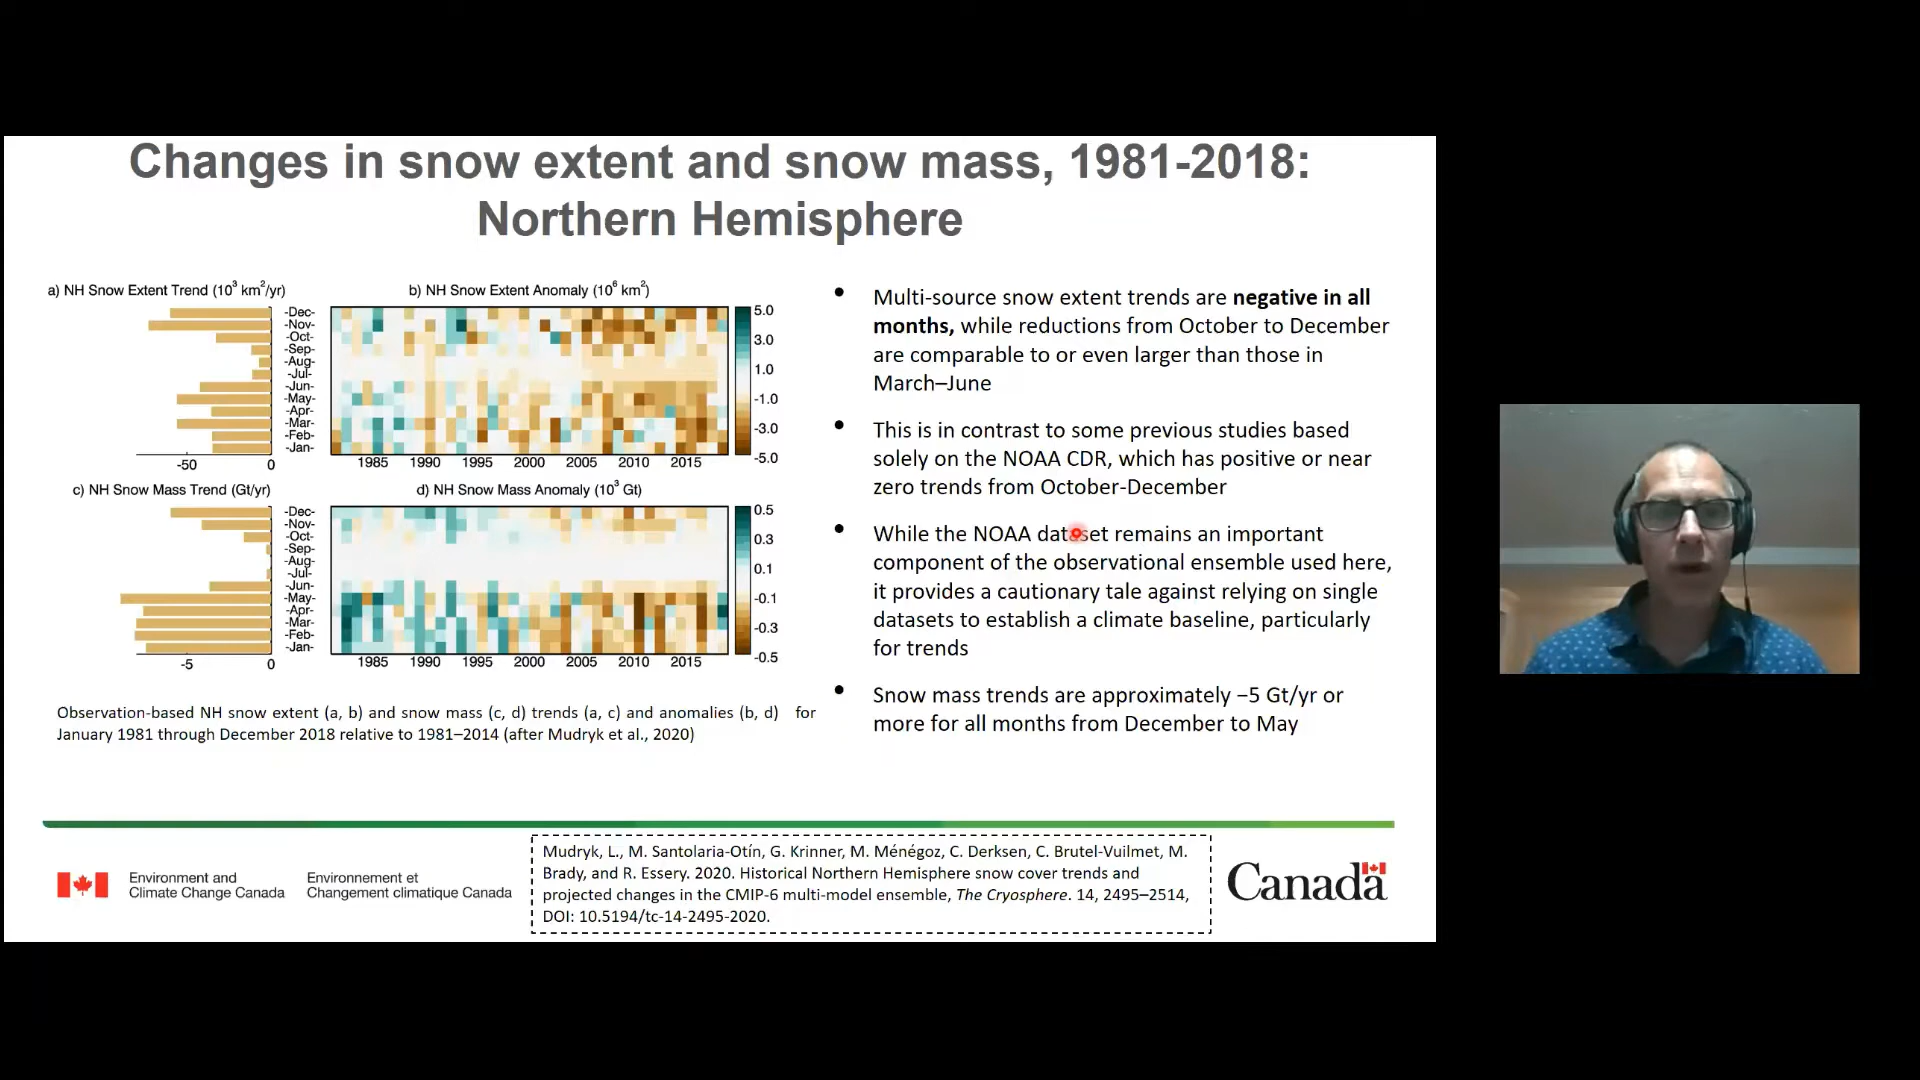 Changes in snow extent and snow mass, 1981-2018:
Northern Hemisphere
a) NH Snow Extent Trend (10³ km²/yr)
-Dec-
-Nov-
-Oct-
-Sep-
-Aug-
-Jul-
-Jun-
-May-
-Apr-
-Mar-
-Feb-
-Jan-
-50 0
b) NH Snow Extent Anomaly (10⁶ km²)
5.0
3.0
1.0
-1.0
-3.0
-5.0
1985 1990 1995 2000 2005 2010 2015
c) NH Snow Mass Trend (Gt/yr)
-Dec-
-Nov-
-Oct-
-Sep-
-Aug-
-Jul-
-Jun-
-May-
-Apr-
-Mar-
-Feb-
-Jan-
-5 0
d) NH Snow Mass Anomaly (10³ Gt)
0.5
0.3
0.1
-0.1
-0.3
-0.5
1985 1990 1995 2000 2005 2010 2015
Observation-based NH snow extent (a, b) and snow mass (c, d) trends (a, c) and anomalies (b, d) for
January 1981 through December 2018 relative to 1981–2014 (after Mudryk et al., 2020)
• Multi-source snow extent trends are negative in all
months, while reductions from October to December
are comparable to or even larger than those in
March–June
• This is in contrast to some previous studies based
solely on the NOAA CDR, which has positive or near
zero trends from October-December
• While the NOAA dataset remains an important
component of the observational ensemble used here,
it provides a cautionary tale against relying on single
datasets to establish a climate baseline, particularly
for trends
• Snow mass trends are approximately −5 Gt/yr or
more for all months from December to May
Environment and
Climate Change Canada
Environnement et
Changement climatique Canada
Mudryk, L., M. Santolaria-Otín, G. Krinner, M. Ménégoz, C. Derksen, C. Brutel-Vuilmet, M.
Brady, and R. Essery. 2020. Historical Northern Hemisphere snow cover trends and
projected changes in the CMIP-6 multi-model ensemble, The Cryosphere. 14, 2495–2514,
DOI: 10.5194/tc-14-2495-2020.
Canada